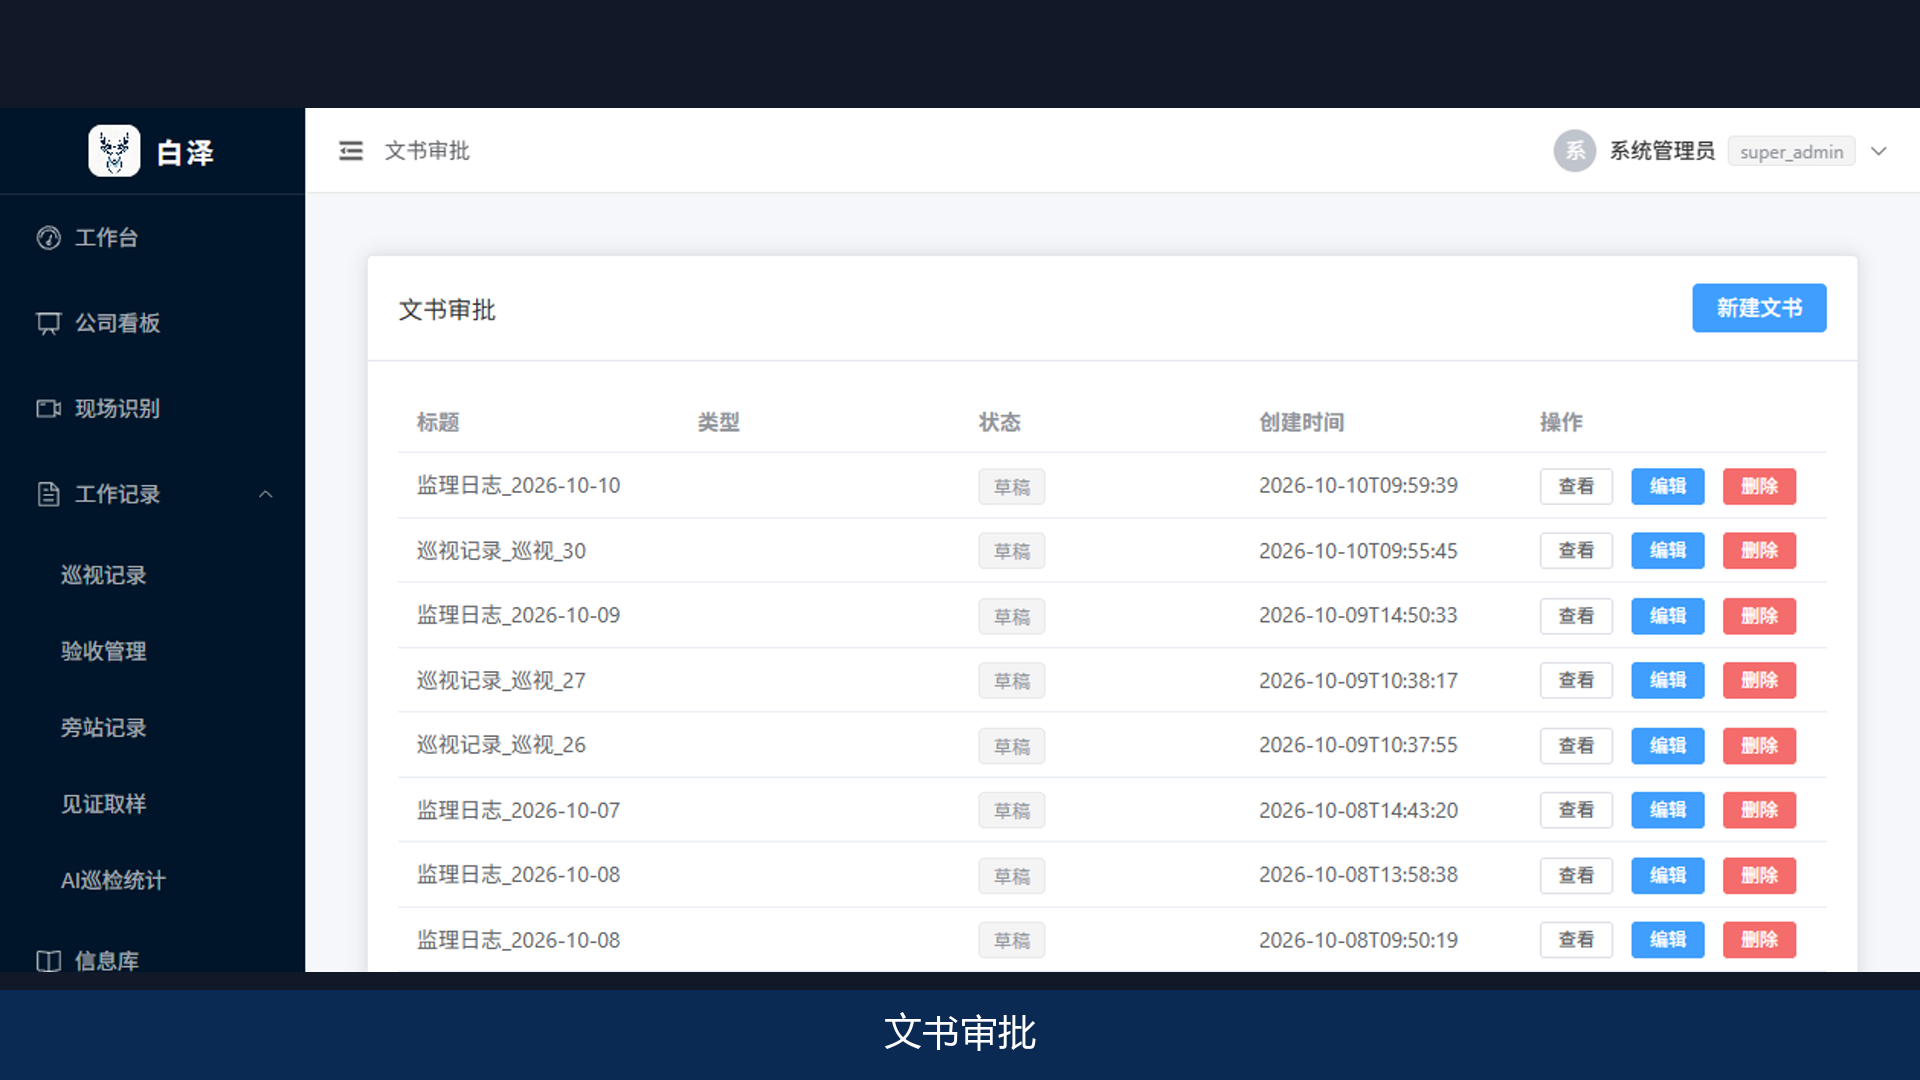 白泽
文书审批
系 系统管理员 super_admin
工作台
公司看板
现场识别
工作记录
巡视记录
验收管理
旁站记录
见证取样
AI巡检统计
信息库
文书审批 新建文书
标题 类型 状态 创建时间 操作
监理日志_2026-10-10 草稿 2026-10-10T09:59:39 查看 编辑 删除
巡视记录_巡视_30 草稿 2026-10-10T09:55:45 查看 编辑 删除
监理日志_2026-10-09 草稿 2026-10-09T14:50:33 查看 编辑 删除
巡视记录_巡视_27 草稿 2026-10-09T10:38:17 查看 编辑 删除
巡视记录_巡视_26 草稿 2026-10-09T10:37:55 查看 编辑 删除
监理日志_2026-10-07 草稿 2026-10-08T14:43:20 查看 编辑 删除
监理日志_2026-10-08 草稿 2026-10-08T13:58:38 查看 编辑 删除
监理日志_2026-10-08 草稿 2026-10-08T09:50:19 查看 编辑 删除
文书审批